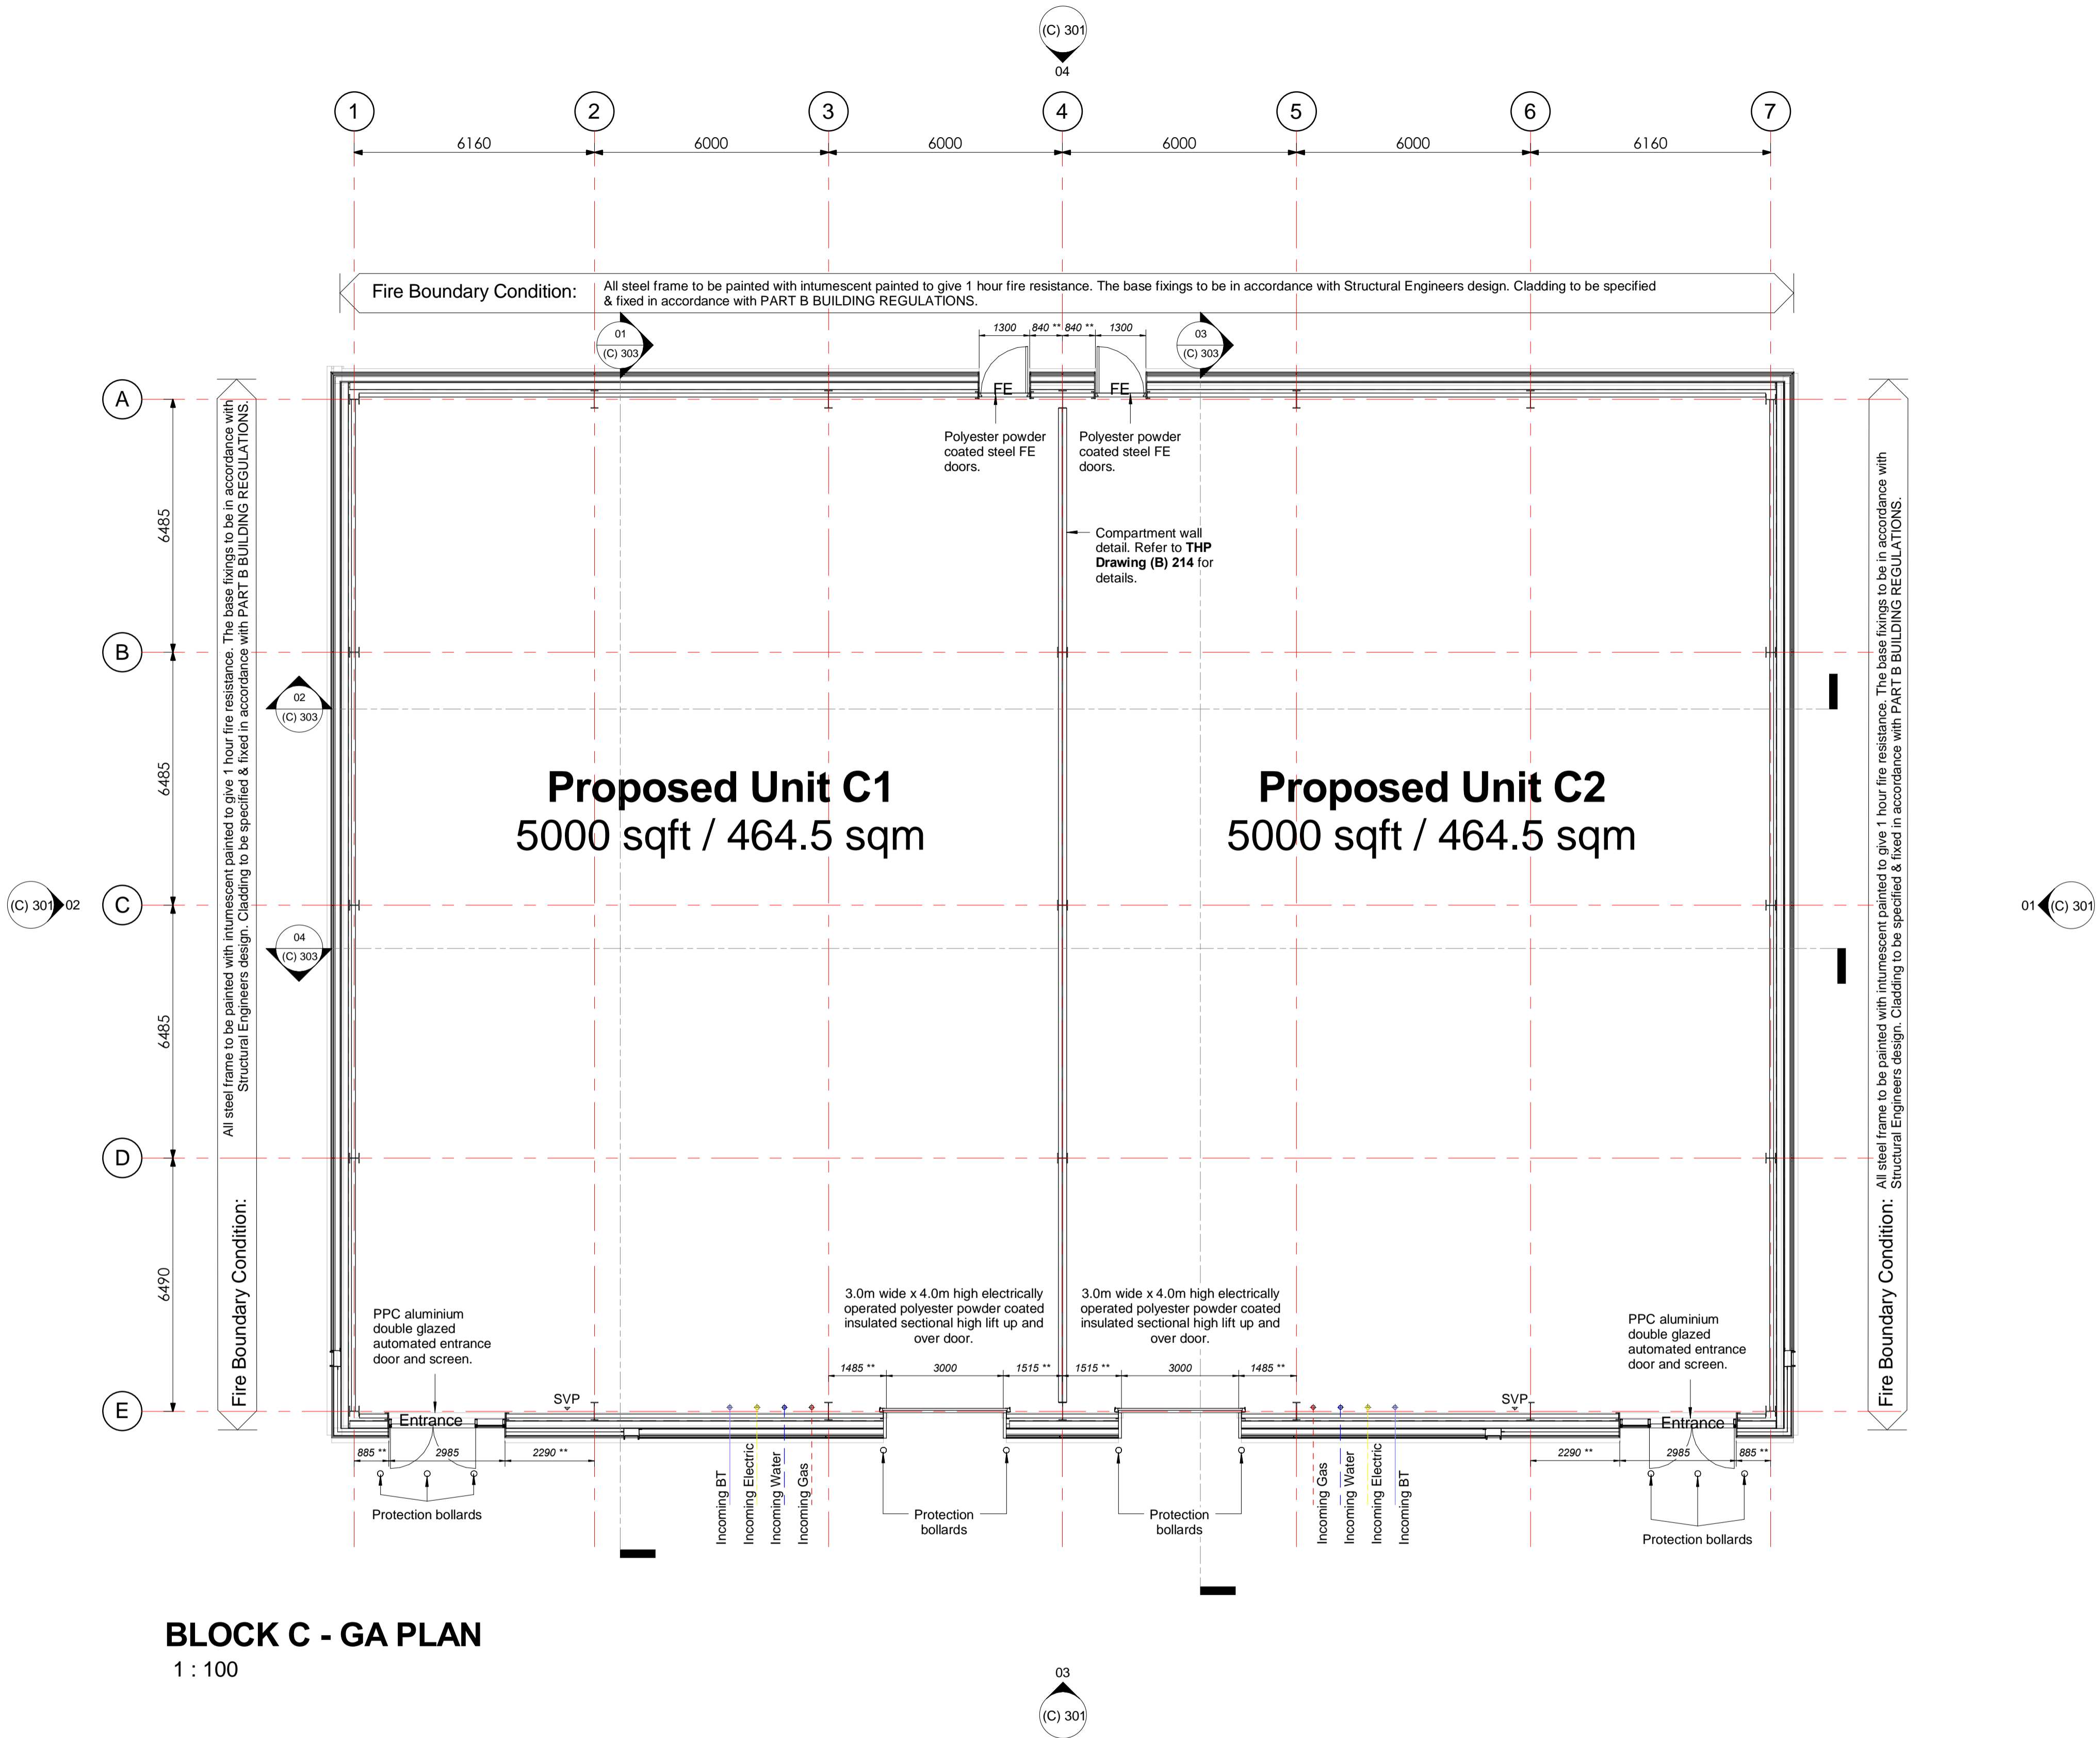 (C) 301
04
1
2
3
4
5
6
7
6160
6000
6000
6000
6000
6160
Fire Boundary Condition:
All steel frame to be painted with intumescent painted to give 1 hour fire resistance. The base fixings to be in accordance with Structural Engineers design. Cladding to be specified
& fixed in accordance with PART B BUILDING REGULATIONS.
01
(C) 303
1300
840 **
840 **
1300
03
(C) 303
FE
FE
A
B
C
D
E
6485
6485
6485
6490
Fire Boundary Condition:
All steel frame to be painted with intumescent painted to give 1 hour fire resistance. The base fixings to be in accordance with
Structural Engineers design. Cladding to be specified & fixed in accordance with PART B BUILDING REGULATIONS.
Polyester powder
coated steel FE
doors.
Polyester powder
coated steel FE
doors.
Compartment wall
detail. Refer to THP
Drawing (B) 214 for
details.
02
(C) 303
Proposed Unit C1
5000 sqft / 464.5 sqm
Proposed Unit C2
5000 sqft / 464.5 sqm
(C) 301
02
01
(C) 301
04
(C) 303
Fire Boundary Condition:
All steel frame to be painted with intumescent painted to give 1 hour fire resistance. The base fixings to be in accordance with
Structural Engineers design. Cladding to be specified & fixed in accordance with PART B BUILDING REGULATIONS.
PPC aluminium
double glazed
automated entrance
door and screen.
3.0m wide x 4.0m high electrically
operated polyester powder coated
insulated sectional high lift up and
over door.
3.0m wide x 4.0m high electrically
operated polyester powder coated
insulated sectional high lift up and
over door.
PPC aluminium
double glazed
automated entrance
door and screen.
1485 **
3000
1515 **
1515 **
3000
1485 **
SVP
SVP
Entrance
Entrance
885 **
2985
2290 **
2290 **
2985
885 **
Protection bollards
Incoming BT
Incoming Electric
Incoming Water
Incoming Gas
Protection
bollards
Protection
bollards
Incoming Gas
Incoming Water
Incoming Electric
Incoming BT
Protection bollards
BLOCK C - GA PLAN
1 : 100
03
(C) 301